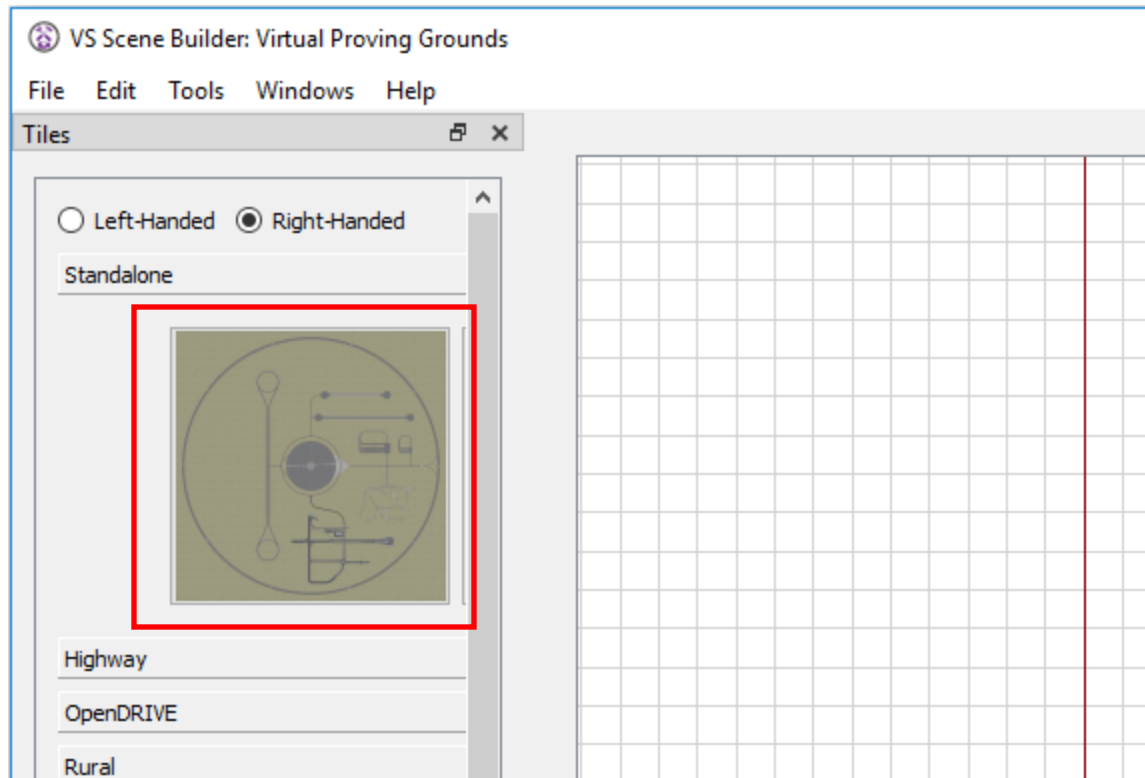 VS Scene Builder: Virtual Proving Grounds
File Edit Tools Windows Help
Tiles
Left-Handed Right-Handed
Standalone
Highway
OpenDRIVE
Rural